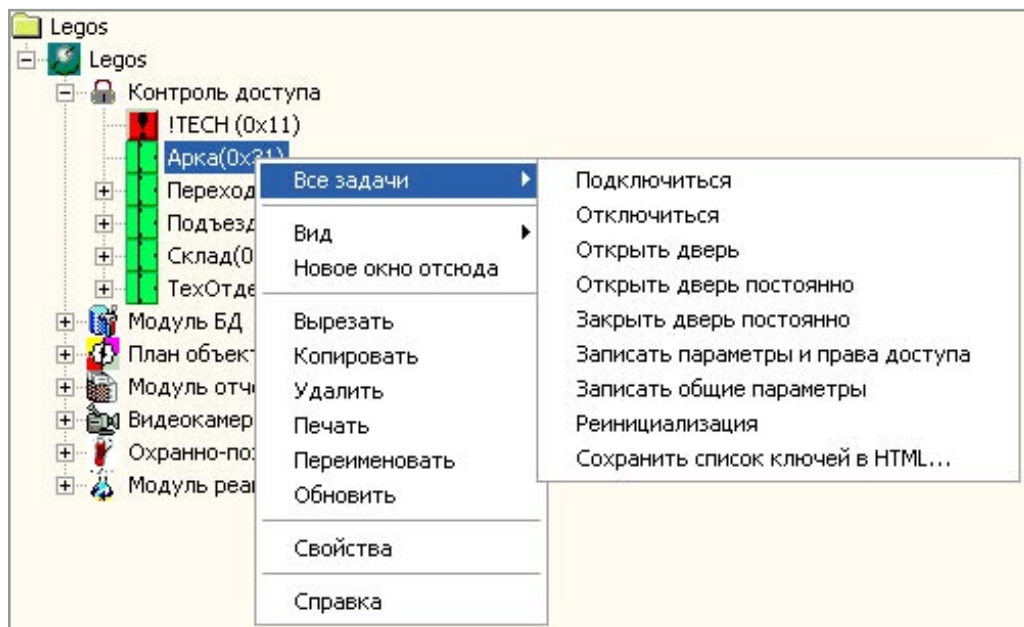 Legos
Legos
Контроль доступа
!TECH (0x11)
Арка(0x21)
Переход
Подъезд
Склад(0
ТехОтде
Модуль БД
План объект
Модуль отч
Видеокамер
Охранно-по
Модуль реа
Все задачи
Вид
Новое окно отсюда
Вырезать
Копировать
Удалить
Печать
Переименовать
Обновить
Свойства
Справка
Подключиться
Отключиться
Открыть дверь
Открыть дверь постоянно
Закрыть дверь постоянно
Записать параметры и права доступа
Записать общие параметры
Реинициализация
Сохранить список ключей в HTML...